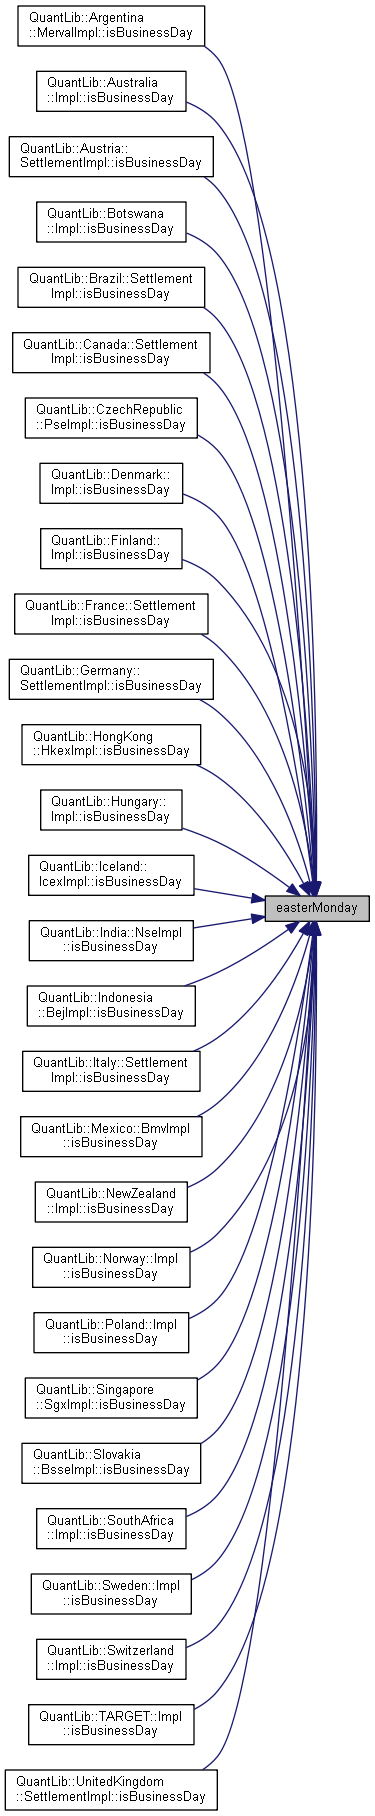 QuantLib::Argentina
::MervalImpl::isBusinessDay
QuantLib::Australia
::Impl::isBusinessDay
QuantLib::Austria::
SettlementImpl::isBusinessDay
QuantLib::Botswana
::Impl::isBusinessDay
QuantLib::Brazil::Settlement
Impl::isBusinessDay
QuantLib::Canada::Settlement
Impl::isBusinessDay
QuantLib::CzechRepublic
::PseImpl::isBusinessDay
QuantLib::Denmark::
Impl::isBusinessDay
QuantLib::Finland::
Impl::isBusinessDay
QuantLib::France::Settlement
Impl::isBusinessDay
QuantLib::Germany::
SettlementImpl::isBusinessDay
QuantLib::HongKong
::HkexImpl::isBusinessDay
QuantLib::Hungary::
Impl::isBusinessDay
QuantLib::Iceland::
IcexImpl::isBusinessDay
easterMonday
QuantLib::India::NseImpl
::isBusinessDay
QuantLib::Indonesia
::BejImpl::isBusinessDay
QuantLib::Italy::Settlement
Impl::isBusinessDay
QuantLib::Mexico::BmvImpl
::isBusinessDay
QuantLib::NewZealand
::Impl::isBusinessDay
QuantLib::Norway::Impl
::isBusinessDay
QuantLib::Poland::Impl
::isBusinessDay
QuantLib::Singapore
::SgxImpl::isBusinessDay
QuantLib::Slovakia
::BsseImpl::isBusinessDay
QuantLib::SouthAfrica
::Impl::isBusinessDay
QuantLib::Sweden::Impl
::isBusinessDay
QuantLib::Switzerland
::Impl::isBusinessDay
QuantLib::TARGET::Impl
::isBusinessDay
QuantLib::UnitedKingdom
::SettlementImpl::isBusinessDay